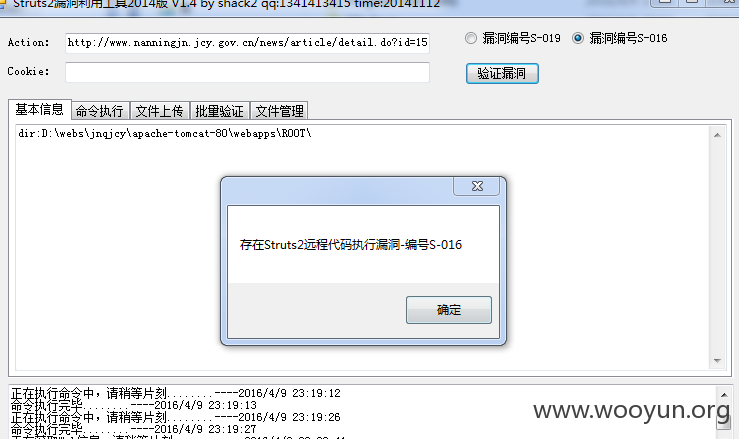 Struts2漏洞利用工具2014版 V1.4 by shack2 qq:1341413415 time:20141112
Action: http://www.nanningjn.jcy.gov.cn/news/article/detail.do?id=15 漏洞编号S-019 漏洞编号S-016
Cookie: 验证漏洞
基本信息 命令执行 文件上传 批量验证 文件管理
dir:D:\webs\jnqjcy\apache-tomcat-80\webapps\ROOT\
存在Struts2远程代码执行漏洞-编号S-016
确定
正在执行命令中，请稍等片刻........----2016/4/9 23:19:12
命令执行完毕........----2016/4/9 23:19:13
正在执行命令中，请稍等片刻........----2016/4/9 23:19:26
命令执行完毕........----2016/4/9 23:19:27
www.wooyun.org